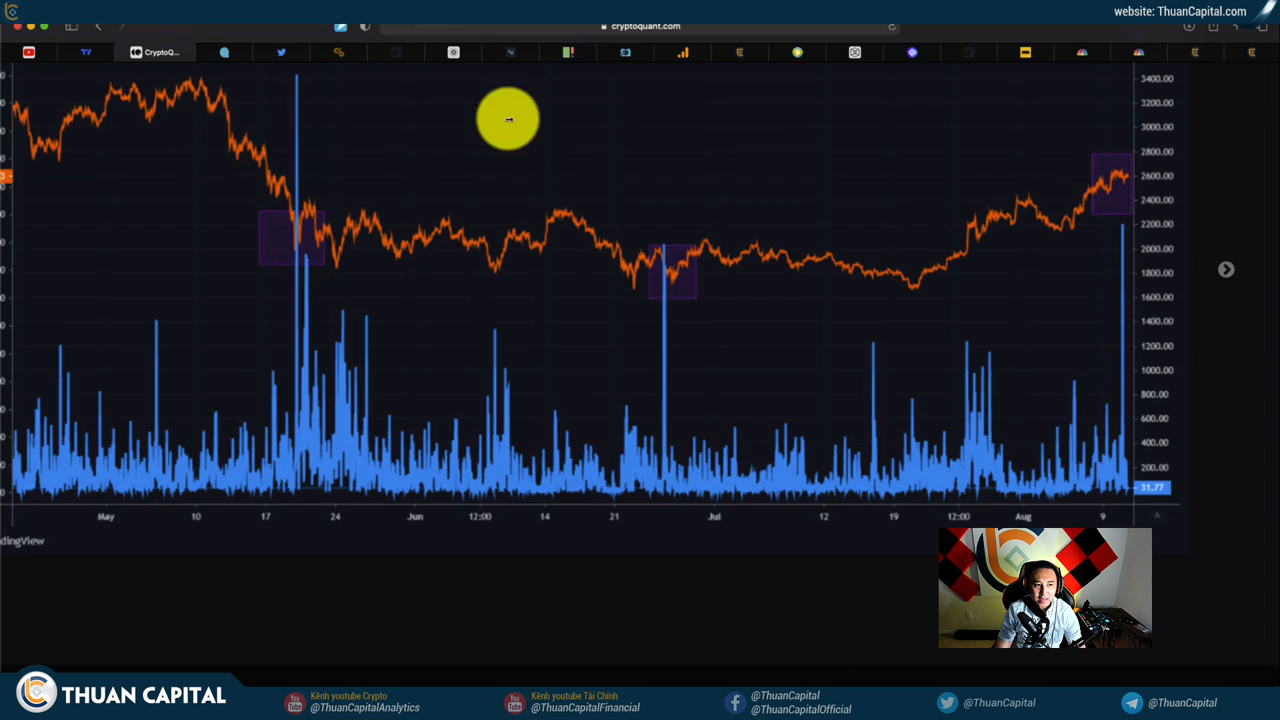 website: ThuanCapital.com
cryptoquant.com
CryptoQ...
3400.00
3200.00
3000.00
2800.00
2600.00
2400.00
2200.00
2000.00
1800.00
1600.00
1400.00
1200.00
1000.00
800.00
600.00
400.00
200.00
31.77
May 10 17 24 Jun 12:00 14 21 Jul 12 19 12:00 Aug 9 A
dingView
THUAN CAPITAL
Kênh youtube Crypto
@ThuanCapitalAnalytics
Kênh youtube Tài Chính
@ThuanCapitalFinancial
@ThuanCapital
@ThuanCapitalOfficial
@ThuanCapital
@ThuanCapital